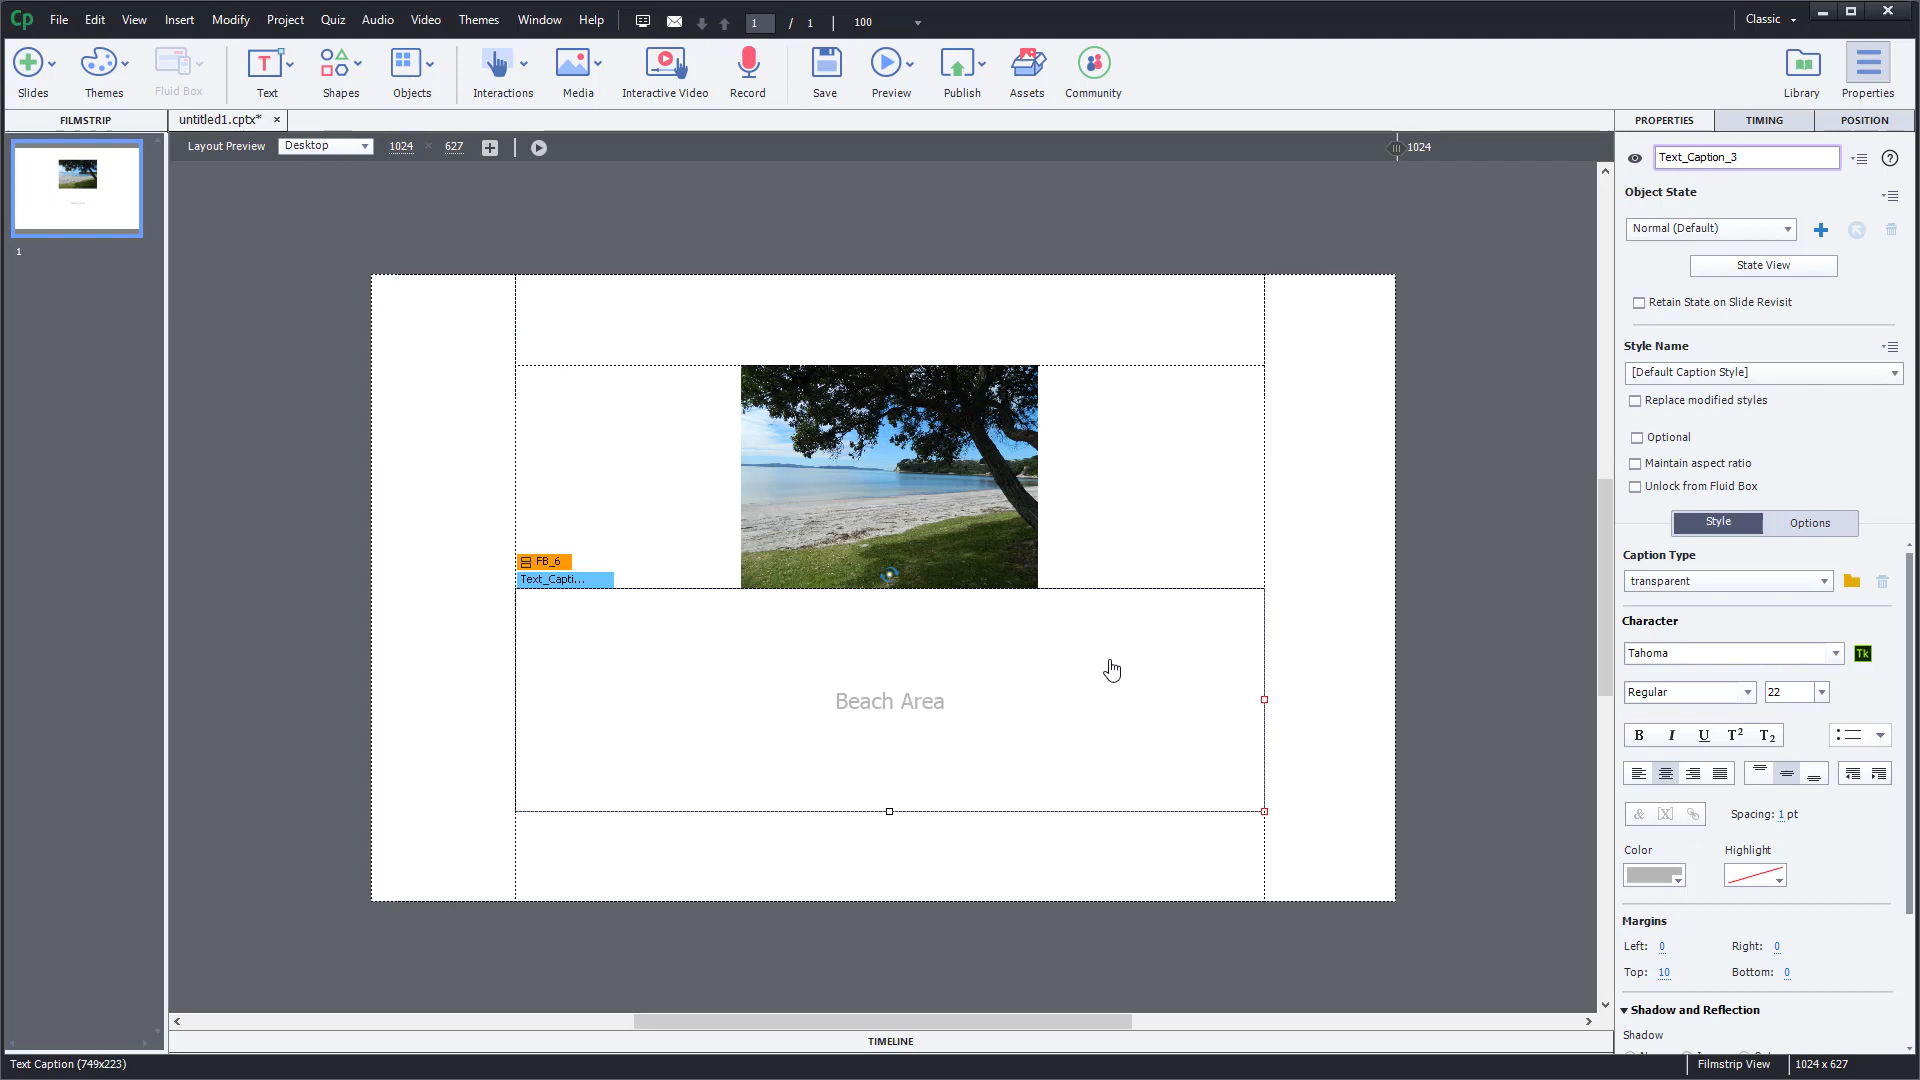 Cp File Edit View Insert Modify Project Quiz Audio Video Themes Window Help 1 / 1 100 Classic
Slides Themes Fluid Box Text Shapes Objects Interactions Media Interactive Video Record Save Preview Publish Assets Community Library Properties
FILMSTRIP untitled1.cptx* × PROPERTIES TIMING POSITION
Layout Preview Desktop 1024 × 627 1024
Text_Caption_3
Object State
Normal (Default)
1
State View
Retain State on Slide Revisit
Style Name
[Default Caption Style]
Replace modified styles
Optional
Maintain aspect ratio
Unlock from Fluid Box
Style Options
Caption Type
FB_6
Text_Capti...
transparent
Character
Tahoma Tk
Regular 22
Beach Area
B I U T2 T2
Spacing: 1 pt
Color Highlight
Margins
Left: 0 Right: 0
Top: 10 Bottom: 0
Shadow and Reflection
Shadow
TIMELINE
Text Caption (749x223) Filmstrip View 1024 x 627